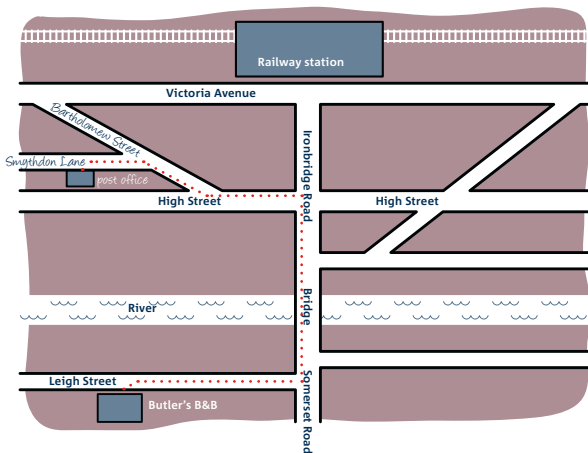 Railway station
Victoria Avenue
Bartholomew Street
Ironbridge Road
Smythdon Lane
post office
High Street
High Street
River
Bridge
Leigh Street
Somerset Road
Butler's B&B